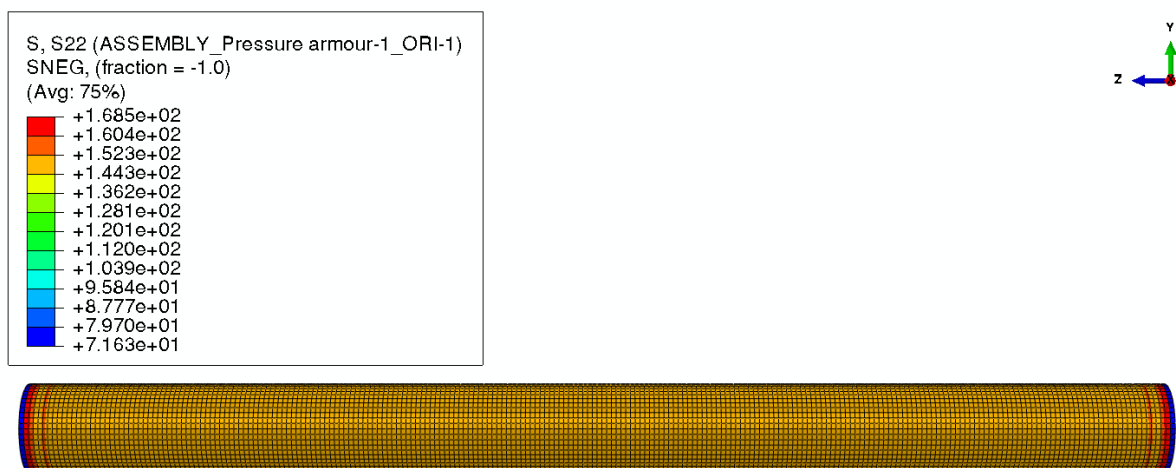 S, S22 (ASSEMBLY_Pressure armour-1_ORI-1)
SNEG, (fraction = -1.0)
(Avg: 75%)
+1.685e+02
+1.604e+02
+1.523e+02
+1.443e+02
+1.362e+02
+1.281e+02
+1.201e+02
+1.120e+02
+1.039e+02
+9.584e+01
+8.777e+01
+7.970e+01
+7.163e+01
Y
Z